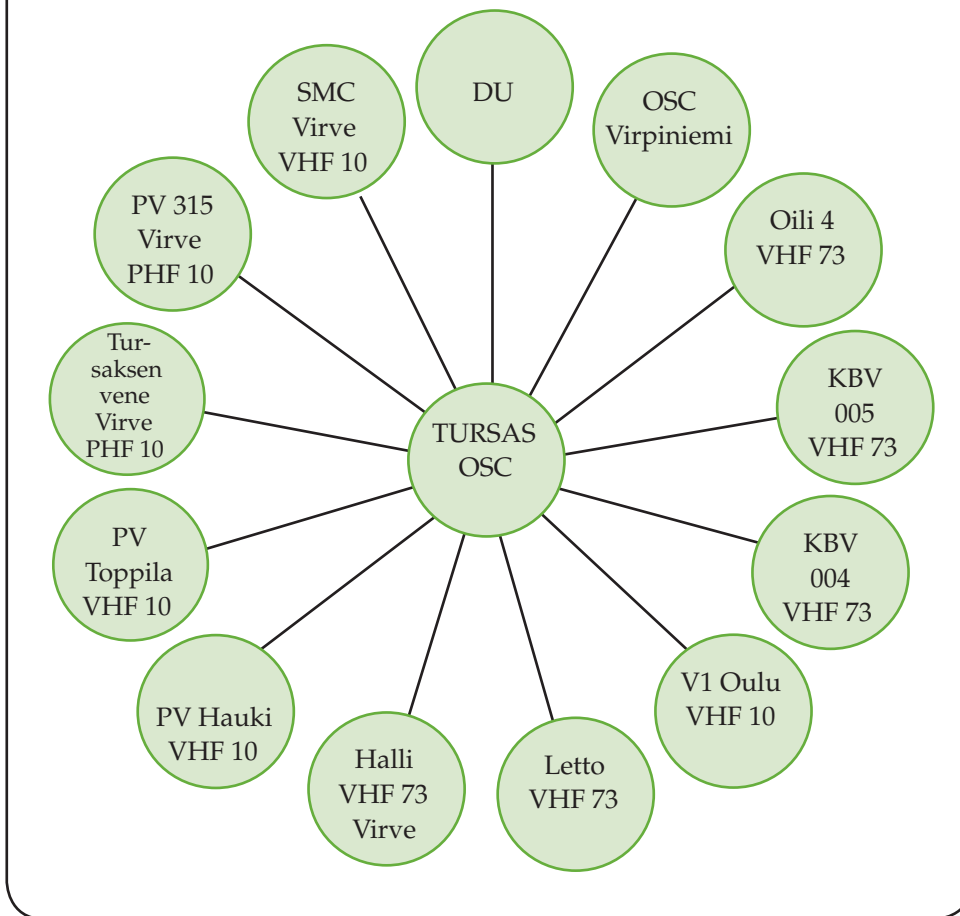 DU
SMC
Virve
VHF 10
OSC
Virpiniemi
PV 315
Virve
PHF 10
Oili 4
VHF 73
Tur-
saksen
vene
Virve
PHF 10
KBV
005
VHF 73
TURSAS
OSC
PV
Toppila
VHF 10
KBV
004
VHF 73
PV Hauki
VHF 10
V1 Oulu
VHF 10
Halli
VHF 73
Virve
Letto
VHF 73